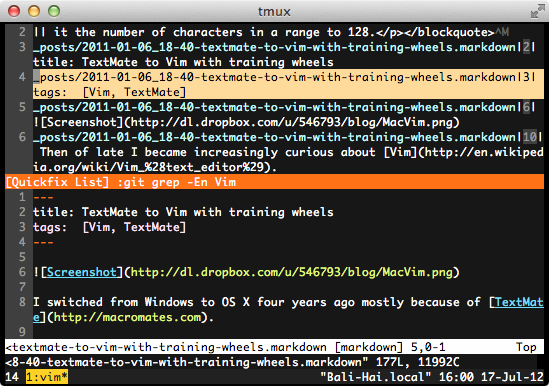 tmux
2 || it the number of characters in a range to 128.</p></blockquote>^M
3 _posts/2011-01-06_18-40-textmate-to-vim-with-training-wheels.markdown|2|
title: TextMate to Vim with training wheels
4 _posts/2011-01-06_18-40-textmate-to-vim-with-training-wheels.markdown|3|
tags:  [Vim, TextMate]
5 _posts/2011-01-06_18-40-textmate-to-vim-with-training-wheels.markdown|6|
![Screenshot](http://dl.dropbox.com/u/546793/blog/MacVim.png)
6 _posts/2011-01-06_18-40-textmate-to-vim-with-training-wheels.markdown|10|
Then of late I became increasingly curious about [Vim](http://en.wikiped
ia.org/wiki/Vim_%28text_editor%29).
[Quickfix List] :git grep -En Vim
1 ---
2 title: TextMate to Vim with training wheels
3 tags:  [Vim, TextMate]
4 ---
5
6 ![Screenshot](http://dl.dropbox.com/u/546793/blog/MacVim.png)
7
8 I switched from Windows to OS X four years ago mostly because of [TextMat
e](http://macromates.com).
9
<textmate-to-vim-with-training-wheels.markdown [markdown] 5,0-1 Top
<8-40-textmate-to-vim-with-training-wheels.markdown" 177L, 11992C
14 1:vim* "Bali-Hai.local" 16:00 17-Jul-12